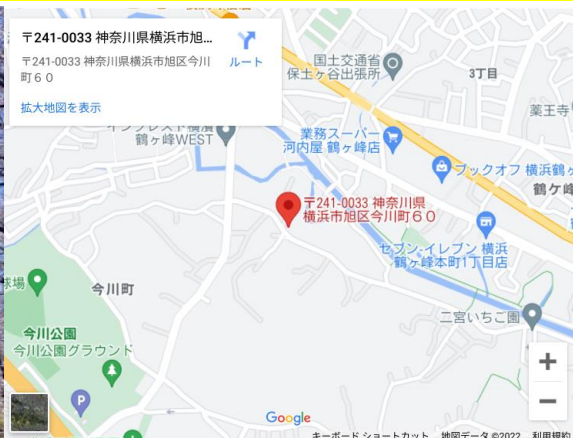 〒241-0033 神奈川県横浜市旭...
〒241-0033 神奈川県横浜市旭区今川
町６０
ルート
拡大地図を表示
国土交通省
保土ヶ谷出張所
3丁目
薬王寺
鶴ケ峰WEST
業務スーパー
河内屋 鶴ヶ峰店
ブックオフ 横浜鶴ヶ
鶴ケ峰
〒241-0033 神奈川県
横浜市旭区今川町６０
セブン-イレブン 横浜
鶴ヶ峰本町1丁目店
球場
今川町
二宮いちご園
今川公園
今川公園グラウンド
P
Google
キーボード ショートカット
地図データ ©2022
利用規約